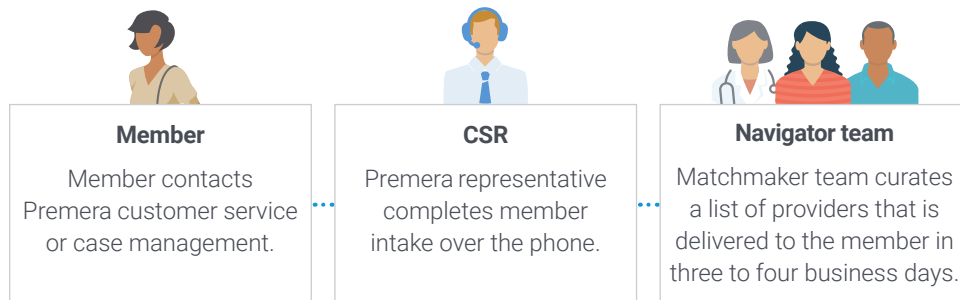 Member
Member contacts
Premera customer service
or case management.
CSR
Premera representative
completes member
intake over the phone.
Navigator team
Matchmaker team curates
a list of providers that is
delivered to the member in
three to four business days.